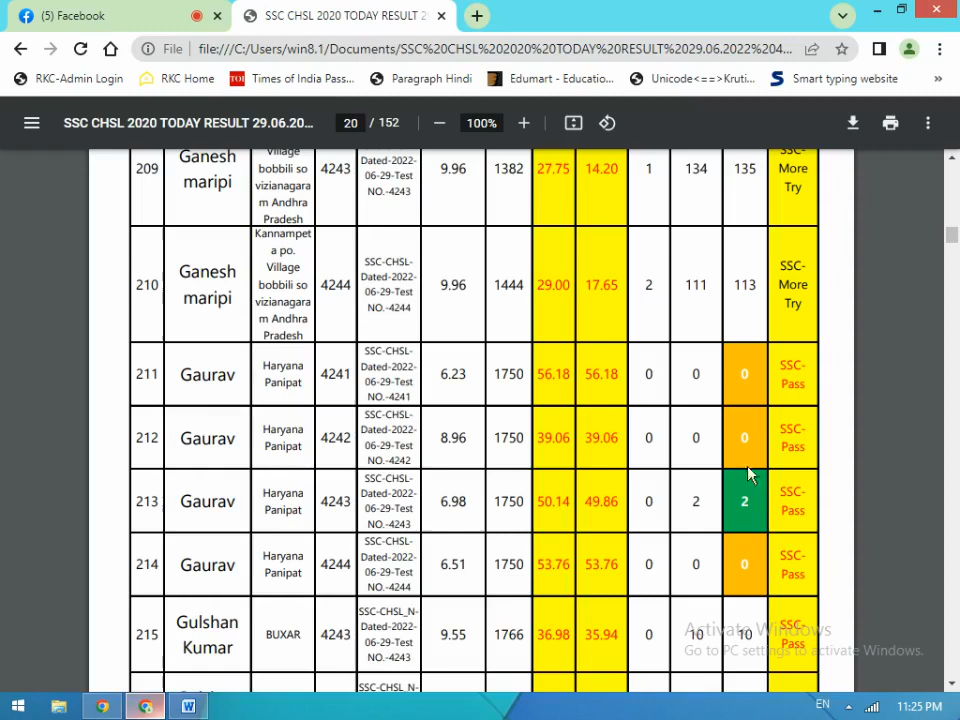 (5) Facebook
SSC CHSL 2020 TODAY RESULT 2
File
file:///C:/Users/win8.1/Documents/SSC%20CHSL%202020%20TODAY%20RESULT%2029.06.2022%204...
RKC-Admin Login
RKC Home
TOI
Times of India Pass...
Paragraph Hindi
Edumart - Educatio...
Unicode<==>Kruti...
Smart typing website
»
SSC CHSL 2020 TODAY RESULT 29.06.20...
20 / 152
100%
209
Ganesh
maripi
Village
bobbili so
vizianagara
m Andhra
Pradesh
4243
Dated-2022-
06-29-Test
NO.-4243
9.96
1382
27.75
14.20
1
134
135
SSC-
More
Try
210
Ganesh
maripi
Kannampet
a po.
Village
bobbili so
vizianagara
m Andhra
Pradesh
4244
SSC-CHSL-
Dated-2022-
06-29-Test
NO.-4244
9.96
1444
29.00
17.65
2
111
113
SSC-
More
Try
211
Gaurav
Haryana
Panipat
4241
SSC-CHSL-
Dated-2022-
06-29-Test
NO.-4241
6.23
1750
56.18
56.18
0
0
0
SSC-
Pass
212
Gaurav
Haryana
Panipat
4242
SSC-CHSL-
Dated-2022-
06-29-Test
NO.-4242
8.96
1750
39.06
39.06
0
0
0
SSC-
Pass
213
Gaurav
Haryana
Panipat
4243
SSC-CHSL-
Dated-2022-
06-29-Test
NO.-4243
6.98
1750
50.14
49.86
0
2
2
SSC-
Pass
214
Gaurav
Haryana
Panipat
4244
SSC-CHSL-
Dated-2022-
06-29-Test
NO.-4244
6.51
1750
53.76
53.76
0
0
0
SSC-
Pass
215
Gulshan
Kumar
BUXAR
4243
SSC-CHSL_N-
Dated-2022-
06-29-Test
NO.-4243
9.55
1766
36.98
35.94
0
10
10
SSC-
Pass
SSC-CHSL_N-
Activate Windows
Go to PC settings to activate Windows.
EN
11:25 PM